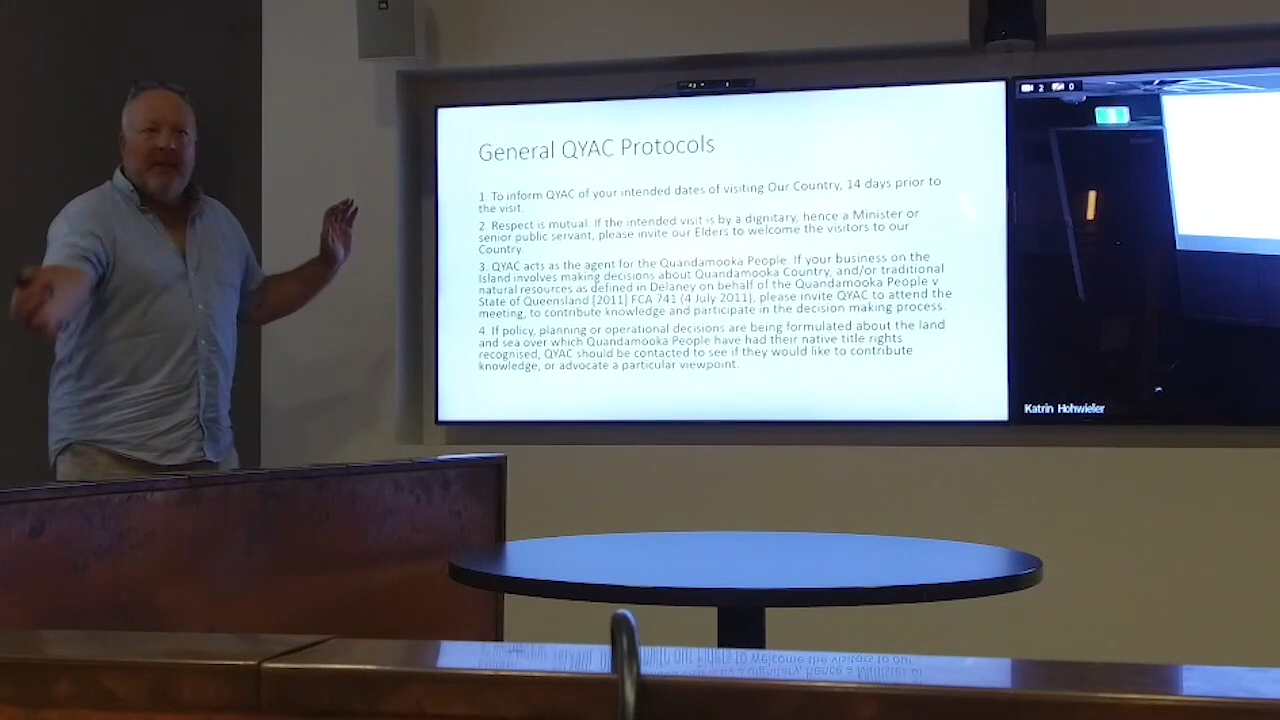 General QYAC Protocols
1. To inform QYAC of your intended dates of visiting Our Country, 14 days prior to
the visit.
2. Respect is mutual. If the intended visit is by a dignitary, hence a Minister or
senior public servant, please invite our Elders to welcome the visitors to our
Country.
3. QYAC acts as the agent for the Quandamooka People. If your business on the
Island involves making decisions about Quandamooka Country, and/or traditional
natural resources as defined in Delaney on behalf of the Quandamooka People v
State of Queensland [2011] FCA 741 (4 July 2011), please invite QYAC to attend the
meeting, to contribute knowledge and participate in the decision making process.
4. If policy, planning or operational decisions are being formulated about the land
and sea over which Quandamooka People have had their native title rights
recognised, QYAC should be contacted to see if they would like to contribute
knowledge, or advocate a particular viewpoint.
2 0
Katrin Hohwieler